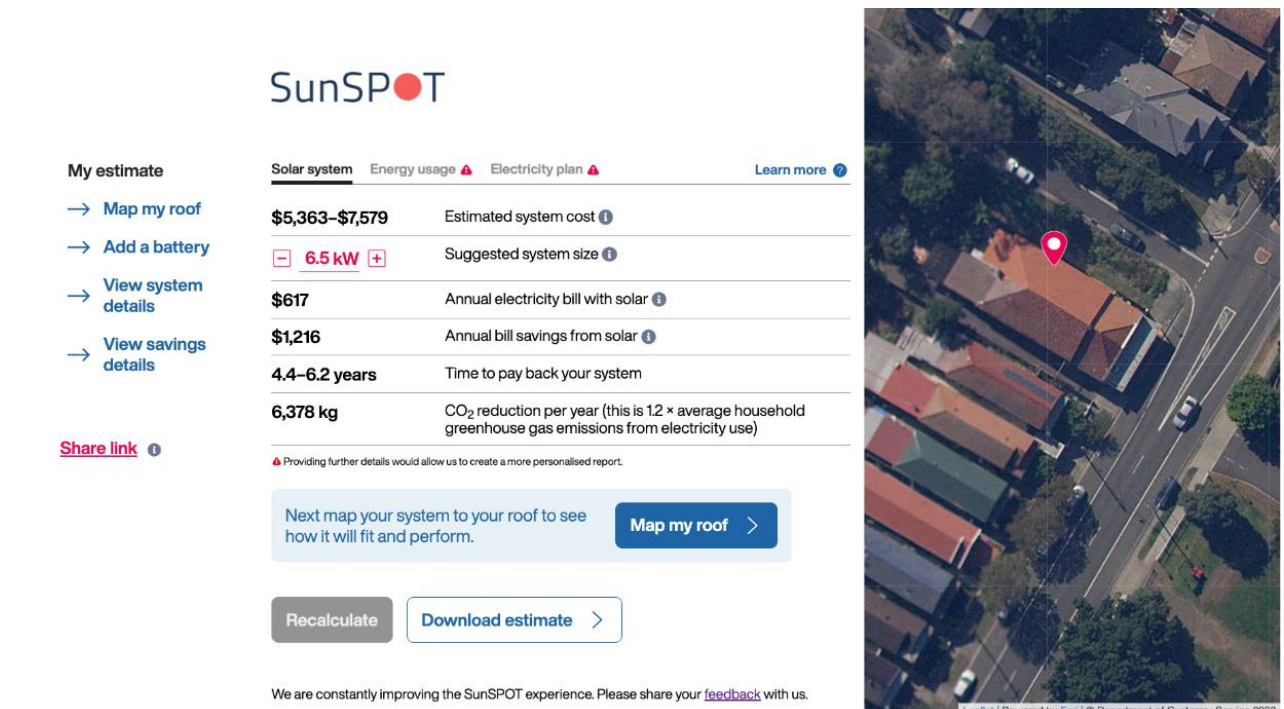 SunSPOT
My estimate
Map my roof
Add a battery
View system
details
View savings
details
Share link
Solar system Energy usage Electricity plan Learn more ?
$5,363–$7,579 Estimated system cost i
− 6.5 kW + Suggested system size i
$617 Annual electricity bill with solar i
$1,216 Annual bill savings from solar i
4.4–6.2 years Time to pay back your system
6,378 kg CO₂ reduction per year (this is 1.2 × average household
greenhouse gas emissions from electricity use)
Providing further details would allow us to create a more personalised report.
Next map your system to your roof to see
how it will fit and perform.
Map my roof
Recalculate Download estimate
We are constantly improving the SunSPOT experience. Please share your feedback with us.